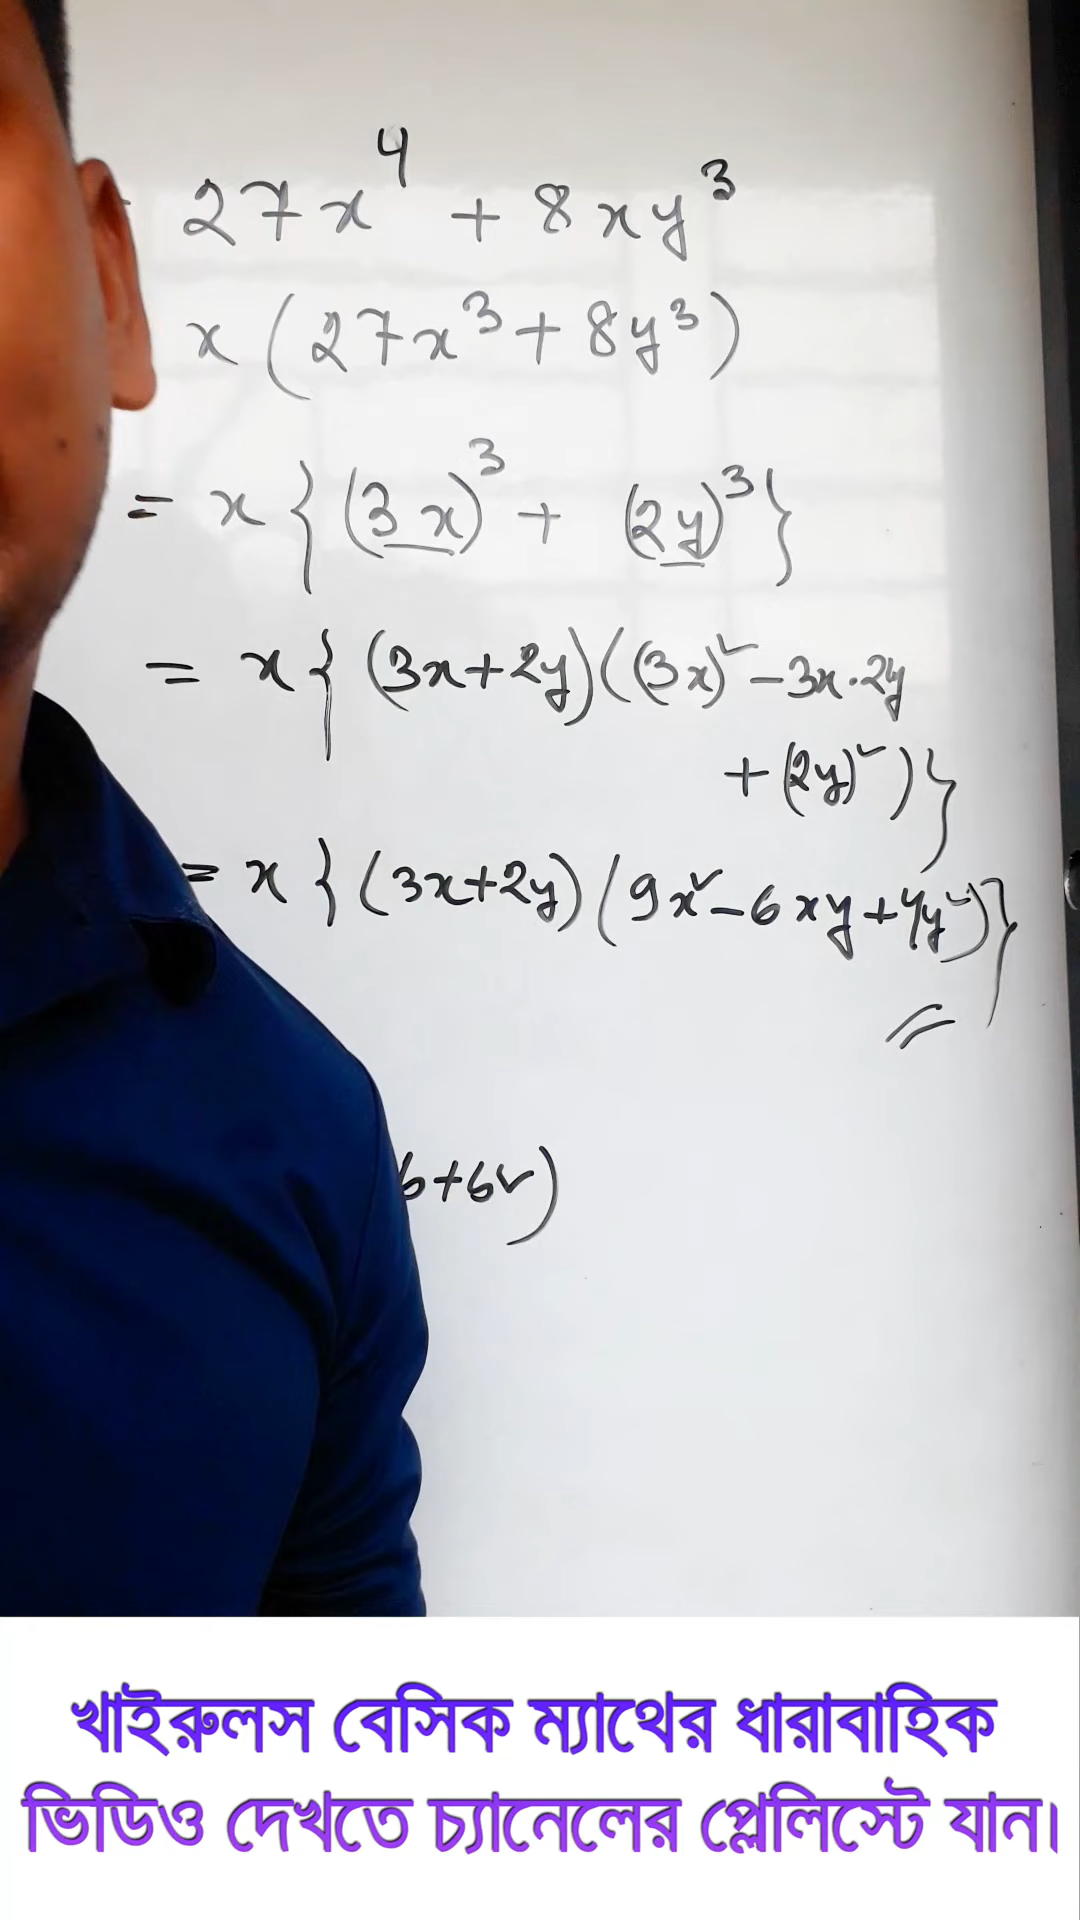 27x⁴ + 8xy³
x(27x³+8y³)
= x{(3x)³ + (2y)³}
= x{(3x+2y)((3x)² - 3x·2y
+(2y)²)}
= x{(3x+2y)(9x²-6xy+4y²)}
b+b²)
খাইরুলস বেসিক ম্যাথের ধারাবাহিক
ভিডিও দেখতে চ্যানেলের প্লেলিস্টে যান।